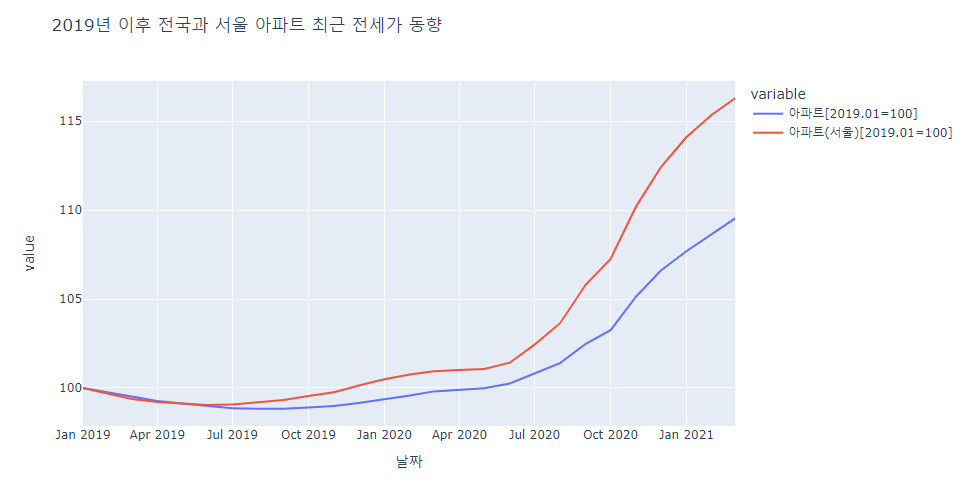 2019년 이후 전국과 서울 아파트 최근 전세가 동향
variable
아파트[2019.01=100]
아파트(서울)[2019.01=100]
value
115
110
105
100
Jan 2019 Apr 2019 Jul 2019 Oct 2019 Jan 2020 Apr 2020 Jul 2020 Oct 2020 Jan 2021
날짜